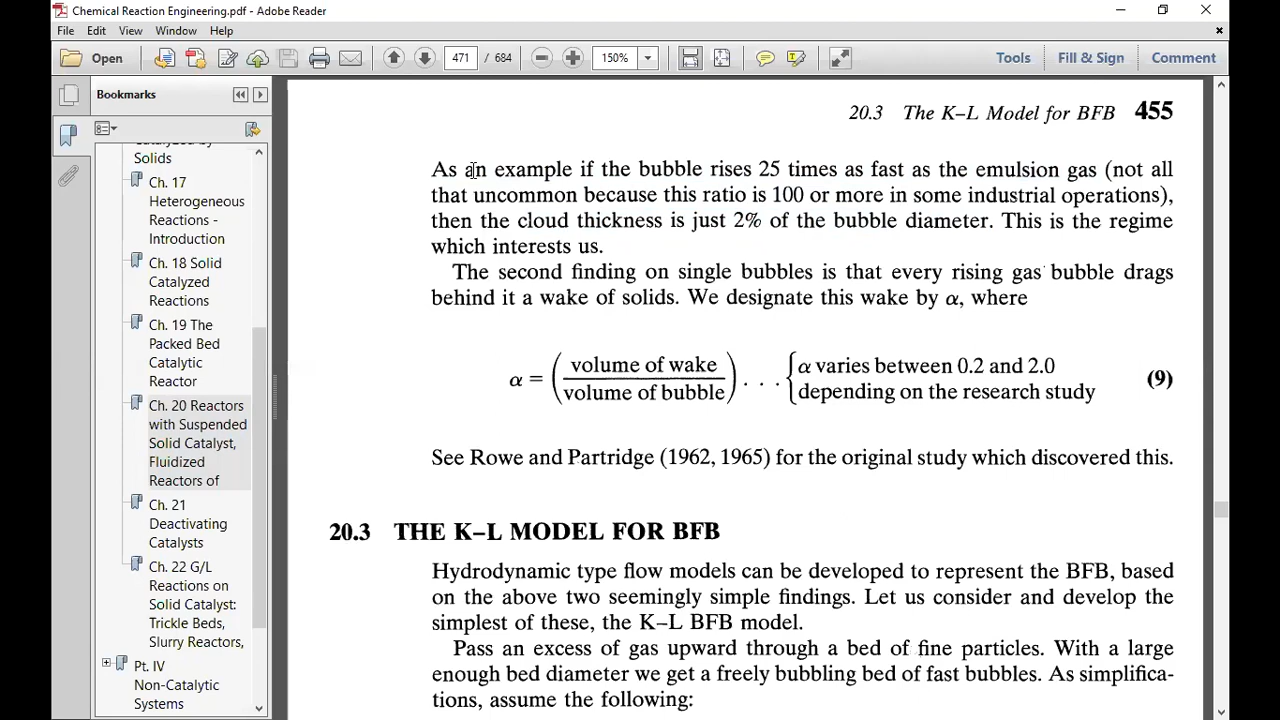 Chemical Reaction Engineering.pdf - Adobe Reader
File Edit View Window Help
Open 471 / 684 150% Tools Fill & Sign Comment
Bookmarks
Solids
Ch. 17
Heterogeneous
Reactions -
Introduction
Ch. 18 Solid
Catalyzed
Reactions
Ch. 19 The
Packed Bed
Catalytic
Reactor
Ch. 20 Reactors
with Suspended
Solid Catalyst,
Fluidized
Reactors of
Ch. 21
Deactivating
Catalysts
Ch. 22 G/L
Reactions on
Solid Catalyst:
Trickle Beds,
Slurry Reactors,
Pt. IV
Non-Catalytic
Systems
20.3 The K–L Model for BFB 455
As an example if the bubble rises 25 times as fast as the emulsion gas (not all
that uncommon because this ratio is 100 or more in some industrial operations),
then the cloud thickness is just 2% of the bubble diameter. This is the regime
which interests us.
The second finding on single bubbles is that every rising gas bubble drags
behind it a wake of solids. We designate this wake by α, where
α = (volume of wake / volume of bubble) . . . { α varies between 0.2 and 2.0
depending on the research study (9)
See Rowe and Partridge (1962, 1965) for the original study which discovered this.
20.3 THE K–L MODEL FOR BFB
Hydrodynamic type flow models can be developed to represent the BFB, based
on the above two seemingly simple findings. Let us consider and develop the
simplest of these, the K–L BFB model.
Pass an excess of gas upward through a bed of fine particles. With a large
enough bed diameter we get a freely bubbling bed of fast bubbles. As simplifica-
tions, assume the following: